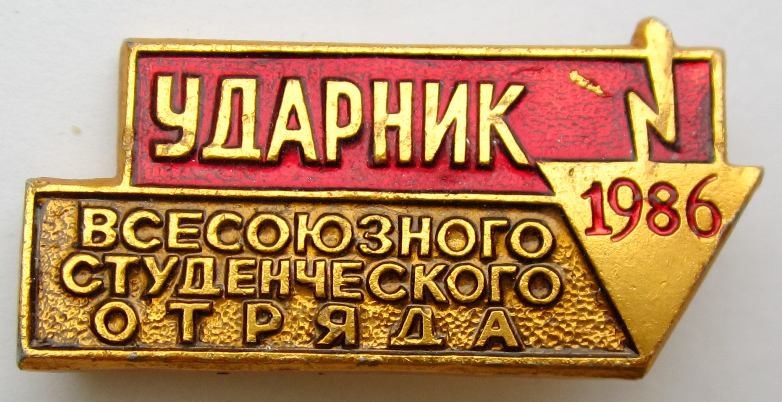 УДАРНИК
1986
ВСЕСОЮЗНОГО
СТУДЕНЧЕСКОГО
ОТРЯДА